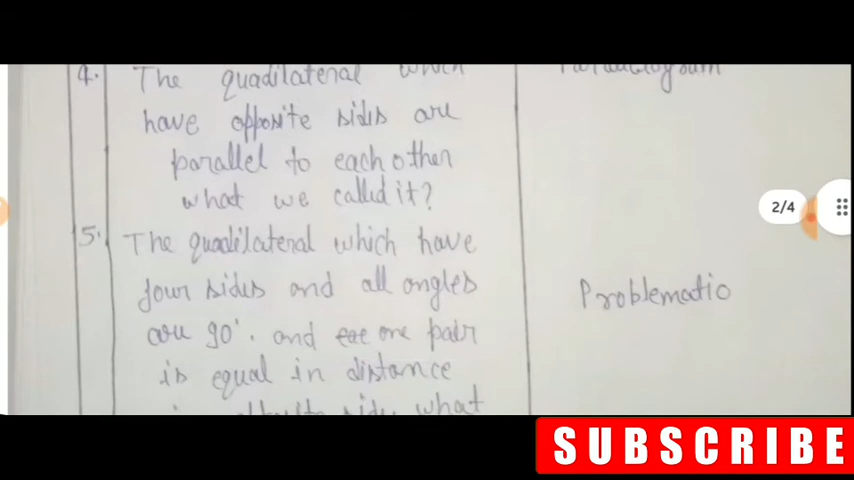 4. The quadilateral which
have opposite sides are
parallel to each other
what we called it?
5. The quadilateral which have
four sides and all angles Problematic
are 90°. and one pair
is equal in distance
side. what
2/4
SUBSCRIBE